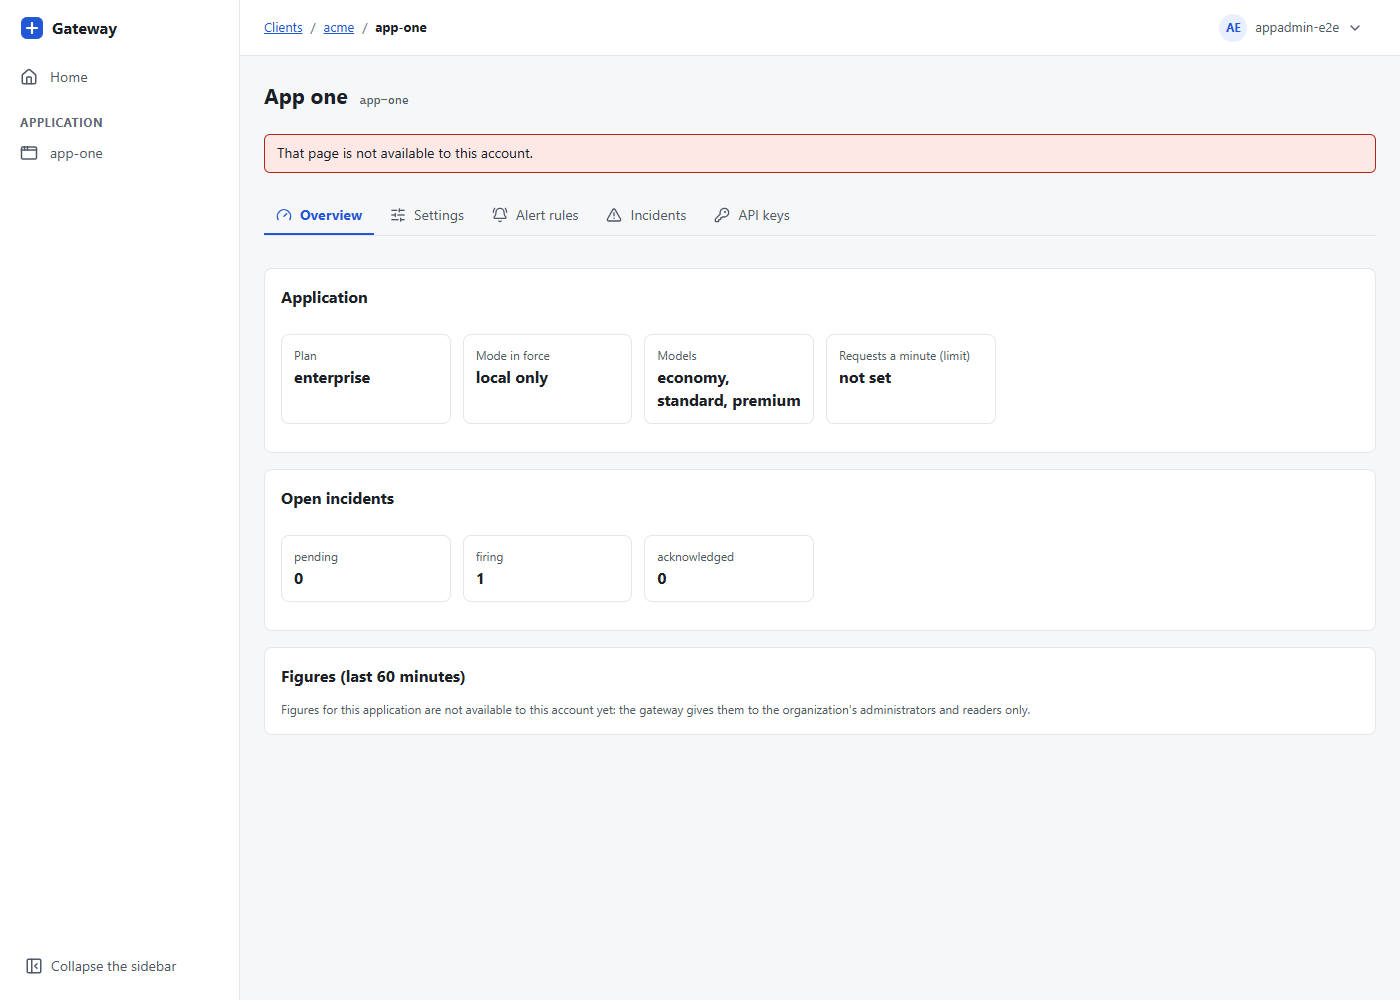 Gateway
Clients / acme / app-one
AE appadmin-e2e
Home
APPLICATION
app-one
App one app-one
That page is not available to this account.
Overview Settings Alert rules Incidents API keys
Application
Plan
enterprise
Mode in force
local only
Models
economy,
standard, premium
Requests a minute (limit)
not set
Open incidents
pending
0
firing
1
acknowledged
0
Figures (last 60 minutes)
Figures for this application are not available to this account yet: the gateway gives them to the organization's administrators and readers only.
Collapse the sidebar